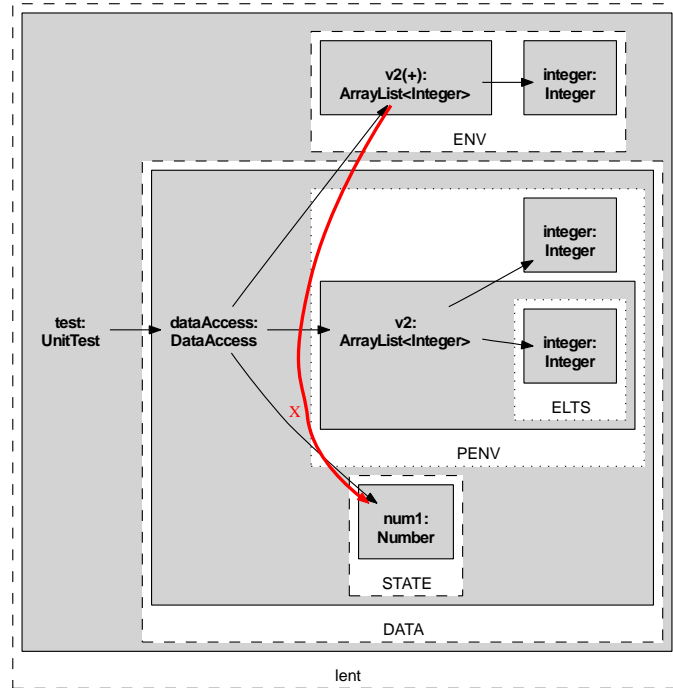 v2(+):
ArrayList<Integer>
integer:
Integer
ENV
integer:
Integer
test:
UnitTest
dataAccess:
DataAccess
v2:
ArrayList<Integer>
integer:
Integer
ELTS
X
PENV
num1:
Number
STATE
DATA
lent